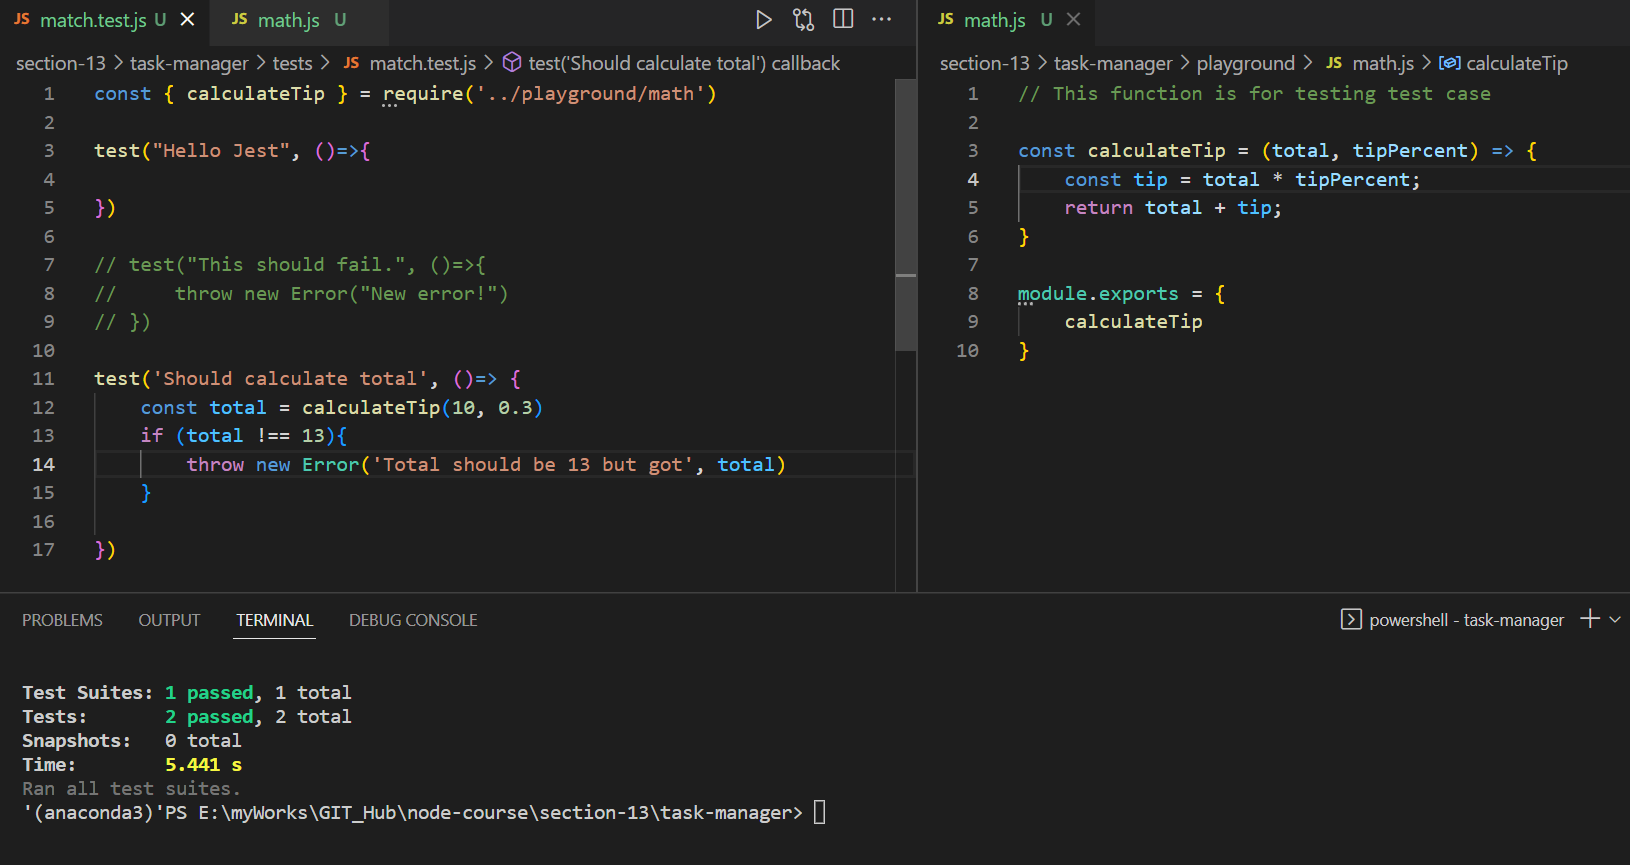 JS match.test.js U
JS math.js U
section-13 > task-manager > tests > JS match.test.js > test('Should calculate total') callback
1 const { calculateTip } = require('../playground/math')
2
3 test("Hello Jest", ()=>{
4
5 })
6
7 // test("This should fail.", ()=>{
8 //     throw new Error("New error!")
9 // })
10
11 test('Should calculate total', ()=> {
12     const total = calculateTip(10, 0.3)
13     if (total !== 13){
14         throw new Error('Total should be 13 but got', total)
15     }
16
17 })
JS math.js U
section-13 > task-manager > playground > JS math.js > calculateTip
1 // This function is for testing test case
2
3 const calculateTip = (total, tipPercent) => {
4     const tip = total * tipPercent;
5     return total + tip;
6 }
7
8 module.exports = {
9     calculateTip
10 }
PROBLEMS OUTPUT TERMINAL DEBUG CONSOLE
powershell - task-manager
Test Suites: 1 passed, 1 total
Tests:       2 passed, 2 total
Snapshots:   0 total
Time:        5.441 s
Ran all test suites.
'(anaconda3)'PS E:\myWorks\GIT_Hub\node-course\section-13\task-manager>